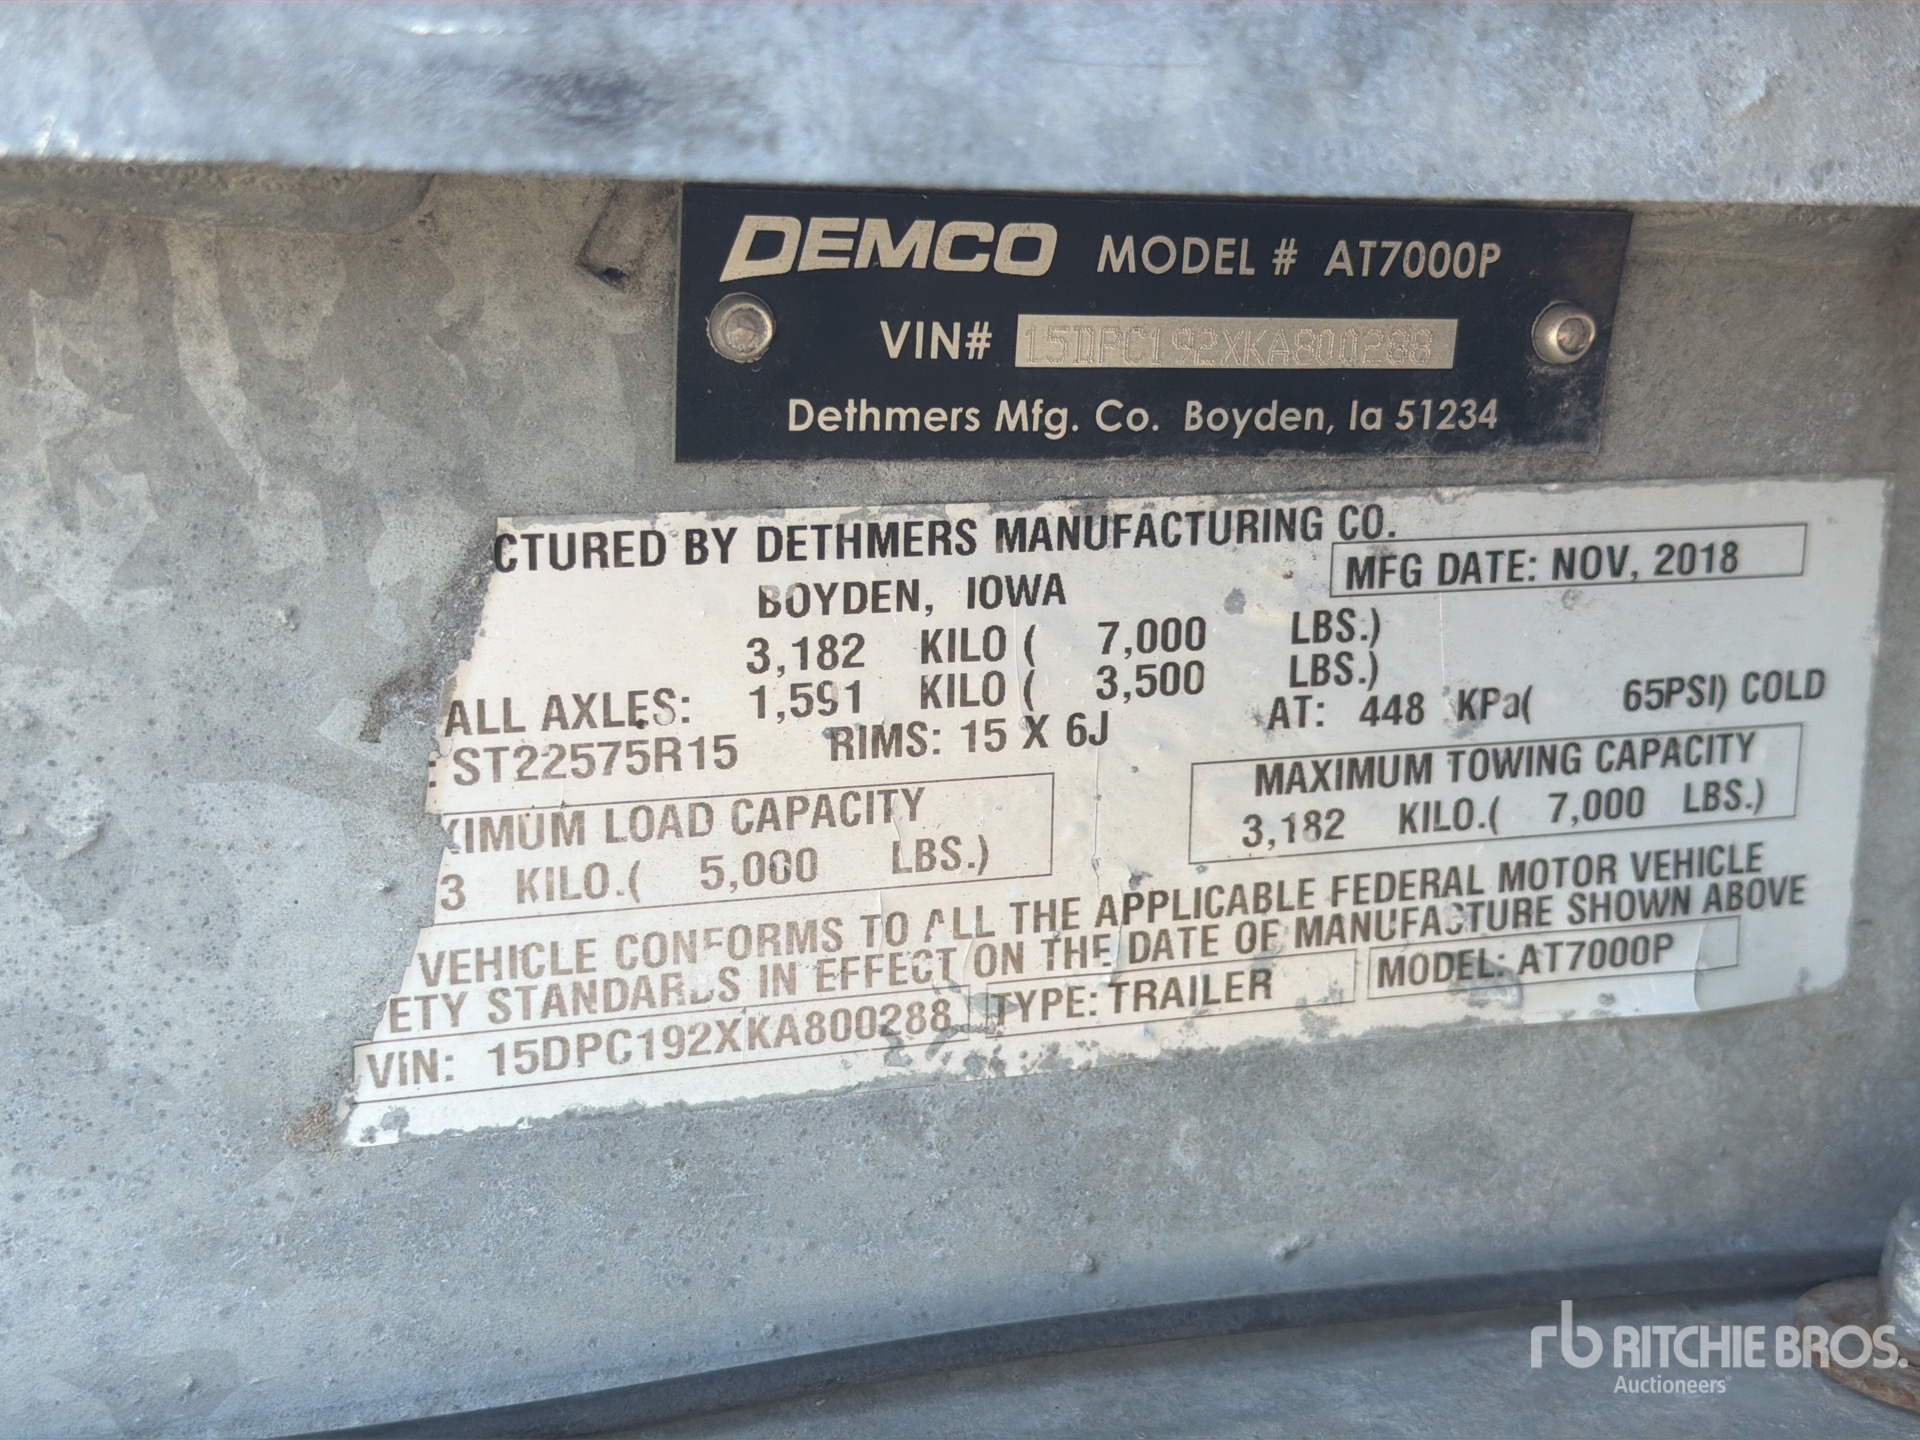 DEMCO MODEL # AT7000P
VIN# 15DPC192XKA800288
Dethmers Mfg. Co. Boyden, Ia 51234
CTURED BY DETHMERS MANUFACTURING CO.
MFG DATE: NOV, 2018
BOYDEN, IOWA
3,182 KILO ( 7,000 LBS.)
ALL AXLES: 1,591 KILO ( 3,500 LBS.)
: ST22575R15 RIMS: 15 X 6J AT: 448 KPa( 65PSI) COLD
XIMUM LOAD CAPACITY
3 KILO.( 5,000 LBS.)
MAXIMUM TOWING CAPACITY
3,182 KILO.( 7,000 LBS.)
VEHICLE CONFORMS TO ALL THE APPLICABLE FEDERAL MOTOR VEHICLE
ETY STANDARDS IN EFFECT ON THE DATE OF MANUFACTURE SHOWN ABOVE
VIN: 15DPC192XKA800288 TYPE: TRAILER MODEL: AT7000P
rb RITCHIE BROS.
Auctioneers